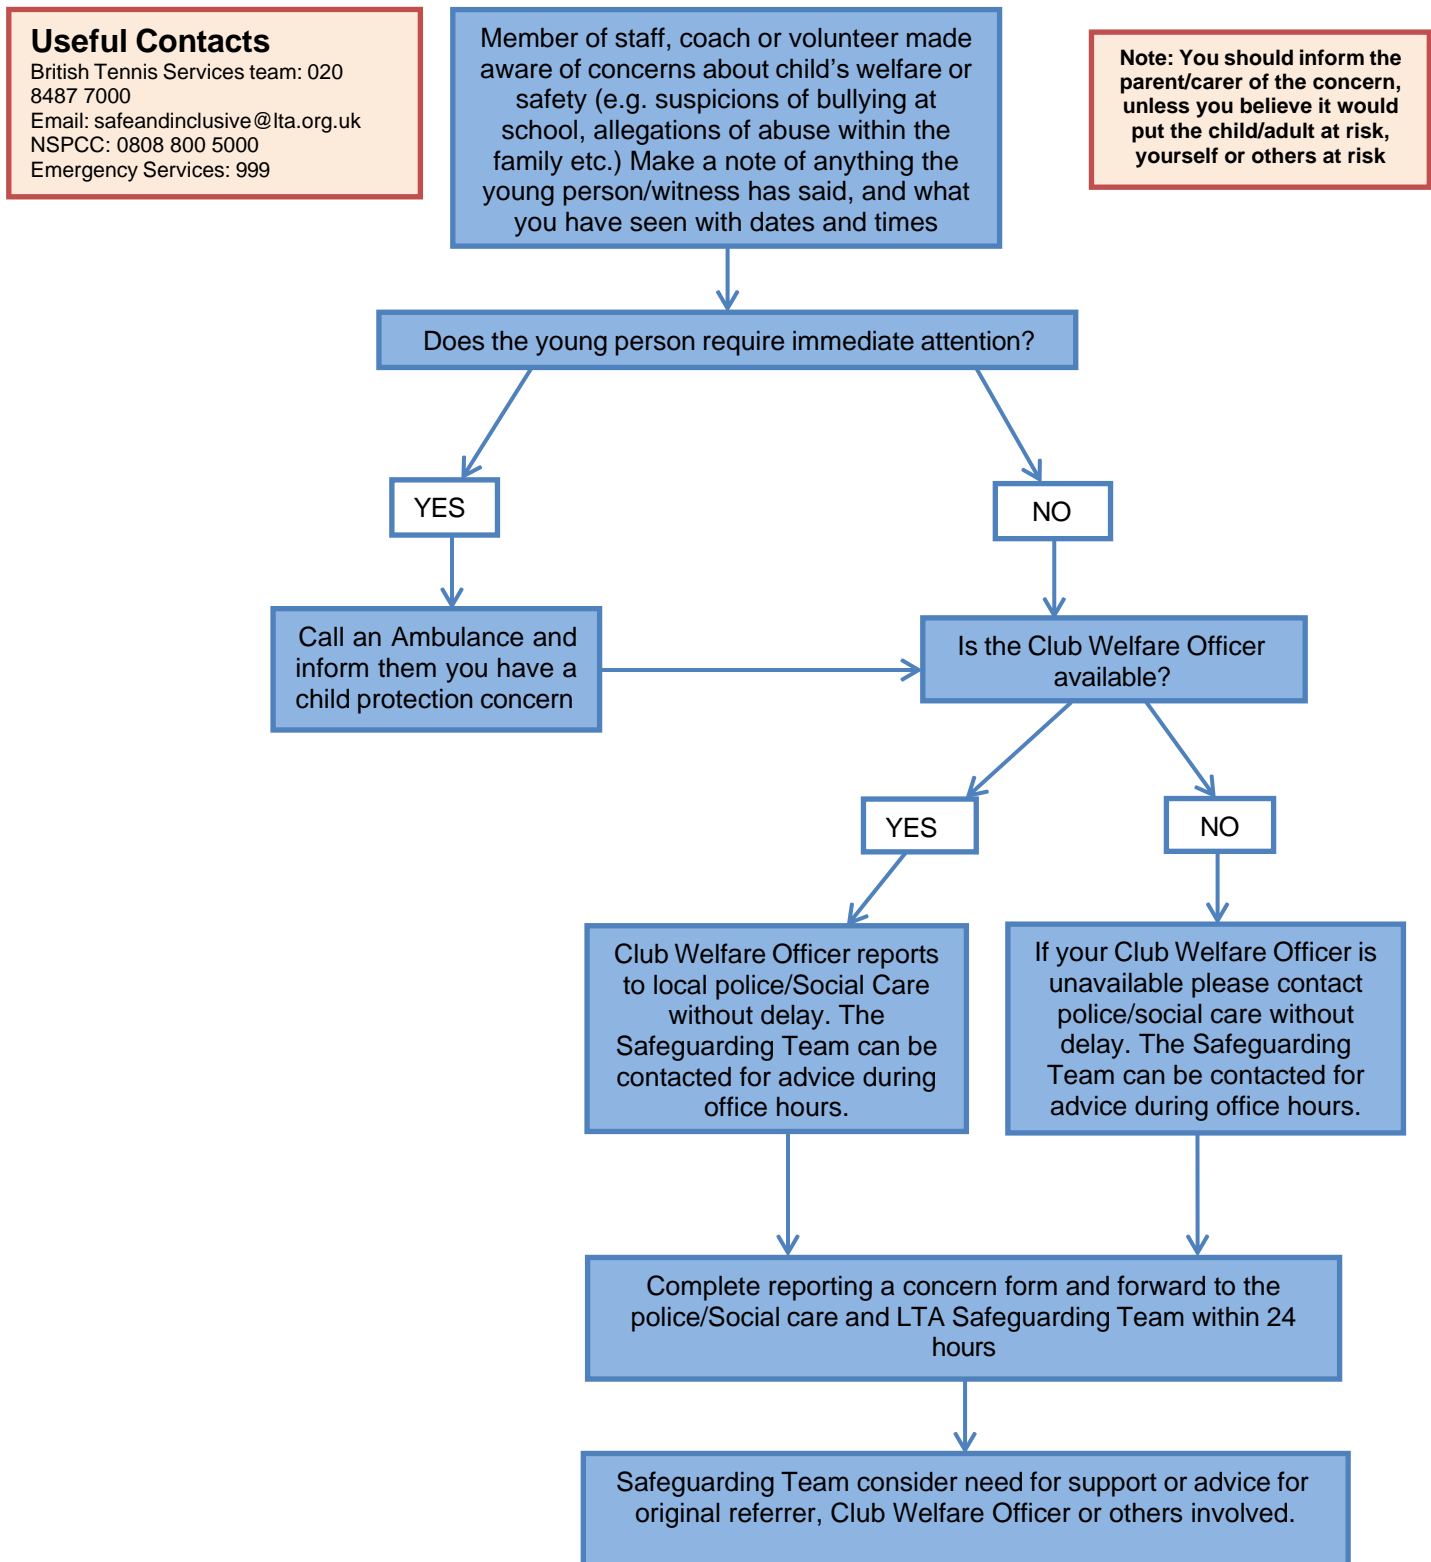 Useful Contacts
British Tennis Services team: 020
8487 7000
Email: safeandinclusive@lta.org.uk
NSPCC: 0808 800 5000
Emergency Services: 999
Member of staff, coach or volunteer made
aware of concerns about child’s welfare or
safety (e.g. suspicions of bullying at
school, allegations of abuse within the
family etc.) Make a note of anything the
young person/witness has said, and what
you have seen with dates and times
Note: You should inform the
parent/carer of the concern,
unless you believe it would
put the child/adult at risk,
yourself or others at risk
Does the young person require immediate attention?
YES
NO
Call an Ambulance and
inform them you have a
child protection concern
Is the Club Welfare Officer
available?
YES
NO
Club Welfare Officer reports
to local police/Social Care
without delay. The
Safeguarding Team can be
contacted for advice during
office hours.
If your Club Welfare Officer is
unavailable please contact
police/social care without
delay. The Safeguarding
Team can be contacted for
advice during office hours.
Complete reporting a concern form and forward to the
police/Social care and LTA Safeguarding Team within 24
hours
Safeguarding Team consider need for support or advice for
original referrer, Club Welfare Officer or others involved.